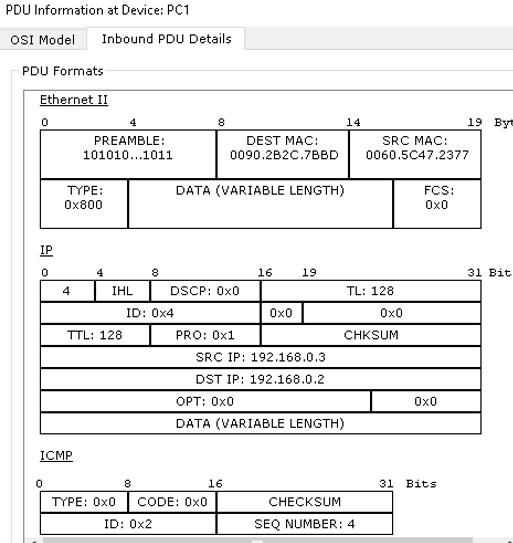 PDU Information at Device: PC1
OSI Model Inbound PDU Details
PDU Formats
Ethernet II
0 4 8 14 19 Byt
PREAMBLE: DEST MAC: SRC MAC:
101010...1011 0090.2B2C.7BBD 0060.5C47.2377
TYPE: DATA (VARIABLE LENGTH) FCS:
0x800 0x0
IP
0 4 8 16 19 31 Bit
4 IHL DSCP: 0x0 TL: 128
ID: 0x4 0x0 0x0
TTL: 128 PRO: 0x1 CHKSUM
SRC IP: 192.168.0.3
DST IP: 192.168.0.2
OPT: 0x0 0x0
DATA (VARIABLE LENGTH)
ICMP
0 8 16 31 Bits
TYPE: 0x0 CODE: 0x0 CHECKSUM
ID: 0x2 SEQ NUMBER: 4